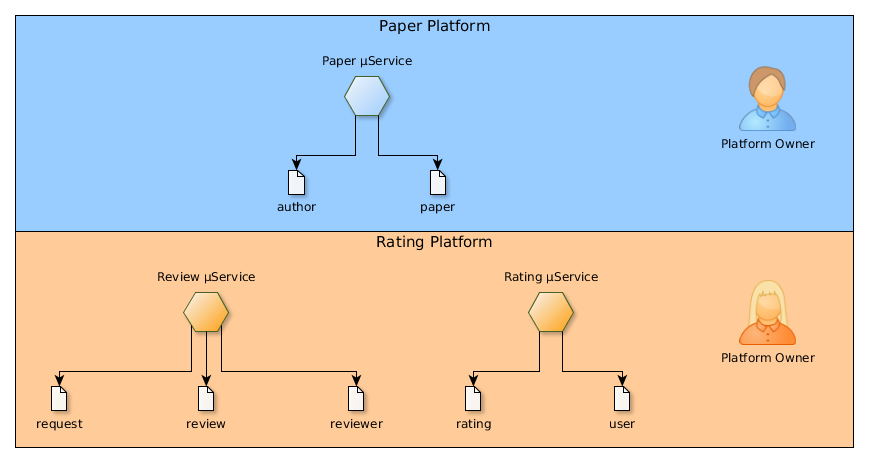 Paper Platform
Paper µService
Platform Owner
author
paper
Rating Platform
Review µService
Rating µService
Platform Owner
request
review
reviewer
rating
user